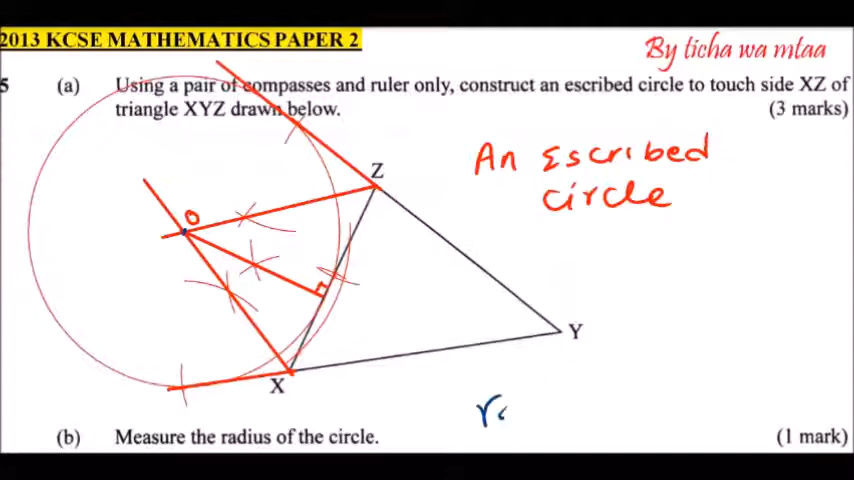 2013 KCSE MATHEMATICS PAPER 2
By ticha wa mtaa
5 (a) Using a pair of compasses and ruler only, construct an escribed circle to touch side XZ of
triangle XYZ drawn below. (3 marks)
An Escribed
circle
Z
O
Y
X
r
(b) Measure the radius of the circle. (1 mark)